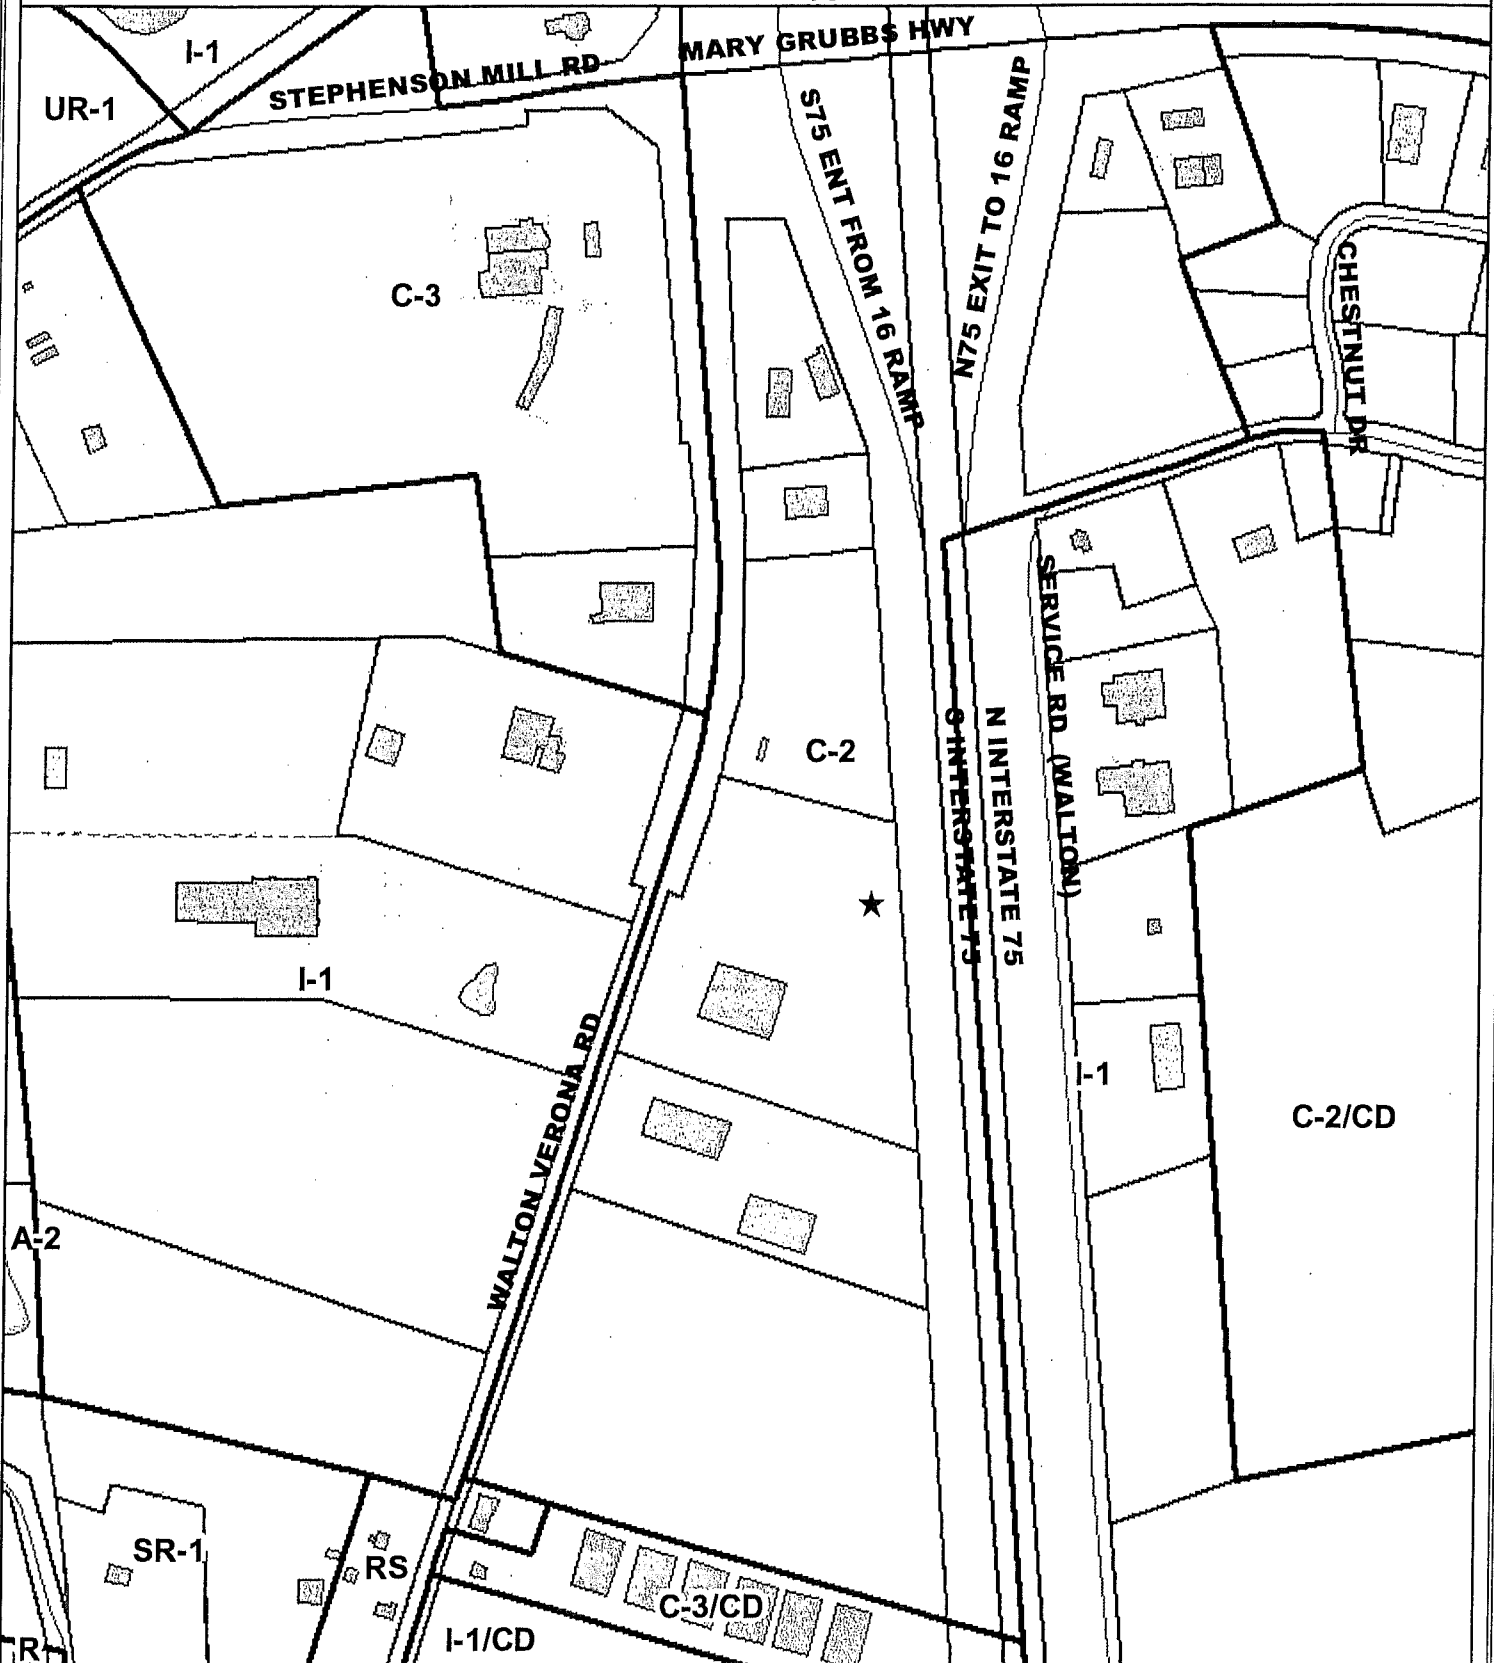 MARY GRUBBS HWY
I-1
STEPHENSON MILL RD
UR-1
S75 ENT FROM 16 RAMP
N75 EXIT TO 16 RAMP
C-3
CHESTNUT DR
SERVICE RD (WALTON)
C-2
S INTERSTATE 75
N INTERSTATE 75
I-1
WALTON VERONA RD
I-1
C-2/CD
A-2
SR-1
RS
C-3/CD
I-1/CD
R